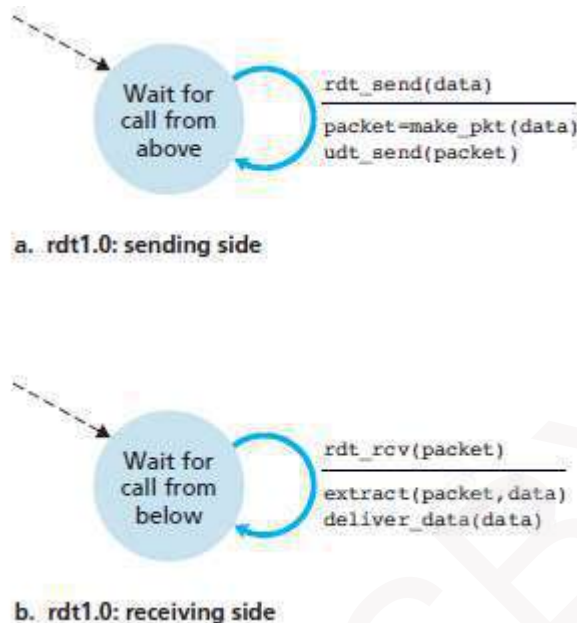 Wait for
call from
above
rdt_send(data)
packet=make_pkt(data)
udt_send(packet)
a. rdt1.0: sending side
Wait for
call from
below
rdt_rcv(packet)
extract(packet,data)
deliver_data(data)
b. rdt1.0: receiving side